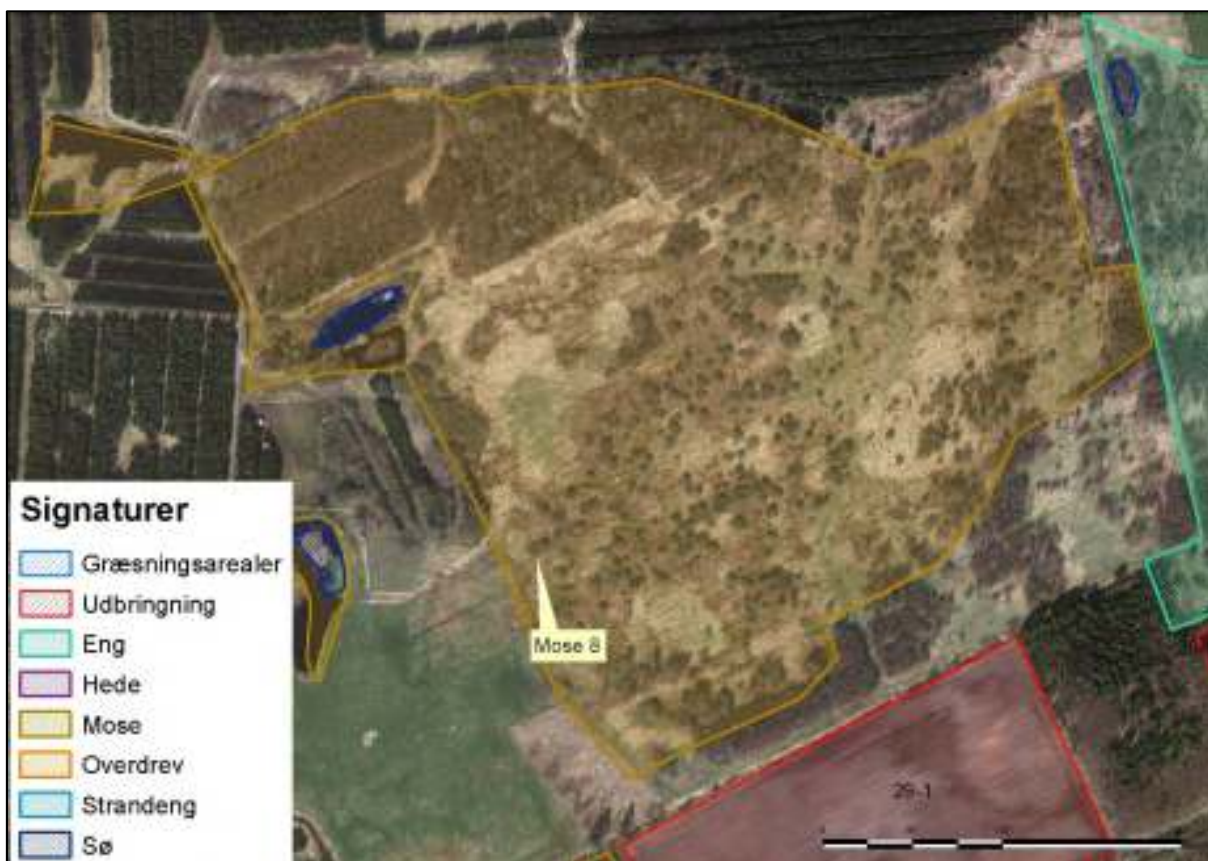 Mose 8
29-1
Signaturer
Græsningsarealer
Udbringning
Eng
Hede
Mose
Overdrev
Strandeng
Sø